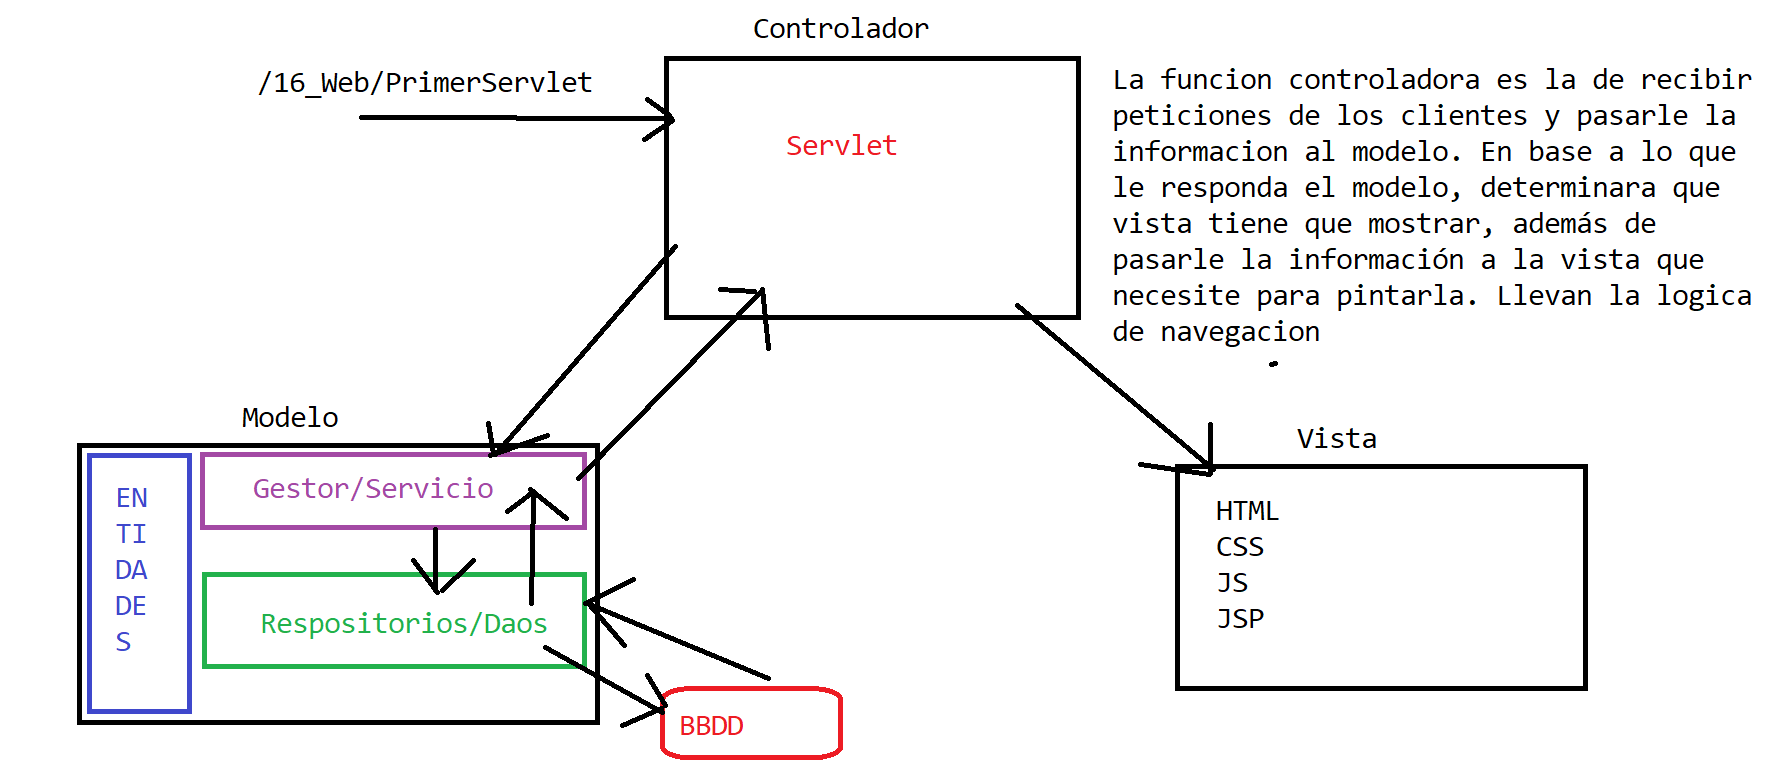 Controlador
/16_Web/PrimerServlet
Servlet
La funcion controladora es la de recibir
peticiones de los clientes y pasarle la
informacion al modelo. En base a lo que
le responda el modelo, determinara que
vista tiene que mostrar, además de
pasarle la información a la vista que
necesite para pintarla. Llevan la logica
de navegacion
Modelo
EN
TI
DA
DE
S
Gestor/Servicio
Respositorios/Daos
BBDD
Vista
HTML
CSS
JS
JSP